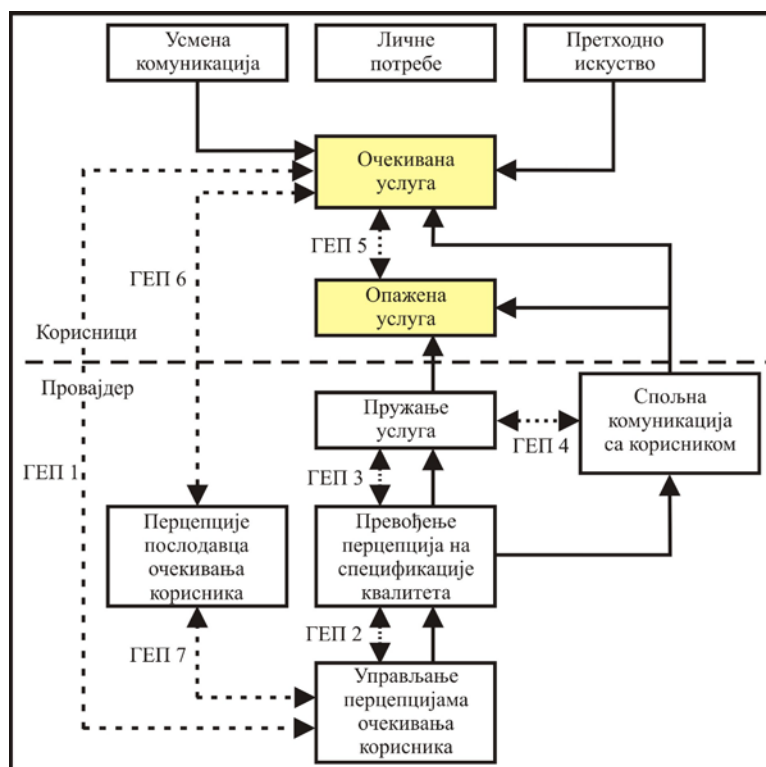 Усмена
комуникација
Личне
потребе
Претходно
искуство
Очекивана
услуга
ГЕП 5
ГЕП 6
Опажена
услуга
Корисници
Провајдер
Пружање
услуга
Спољна
комуникација
са корисником
ГЕП 4
ГЕП 1
ГЕП 3
Перцепције
послодавца
очекивања
корисника
Превођење
перцепција на
спецификације
квалитета
ГЕП 2
ГЕП 7
Управљање
перцепцијама
очекивања
корисника